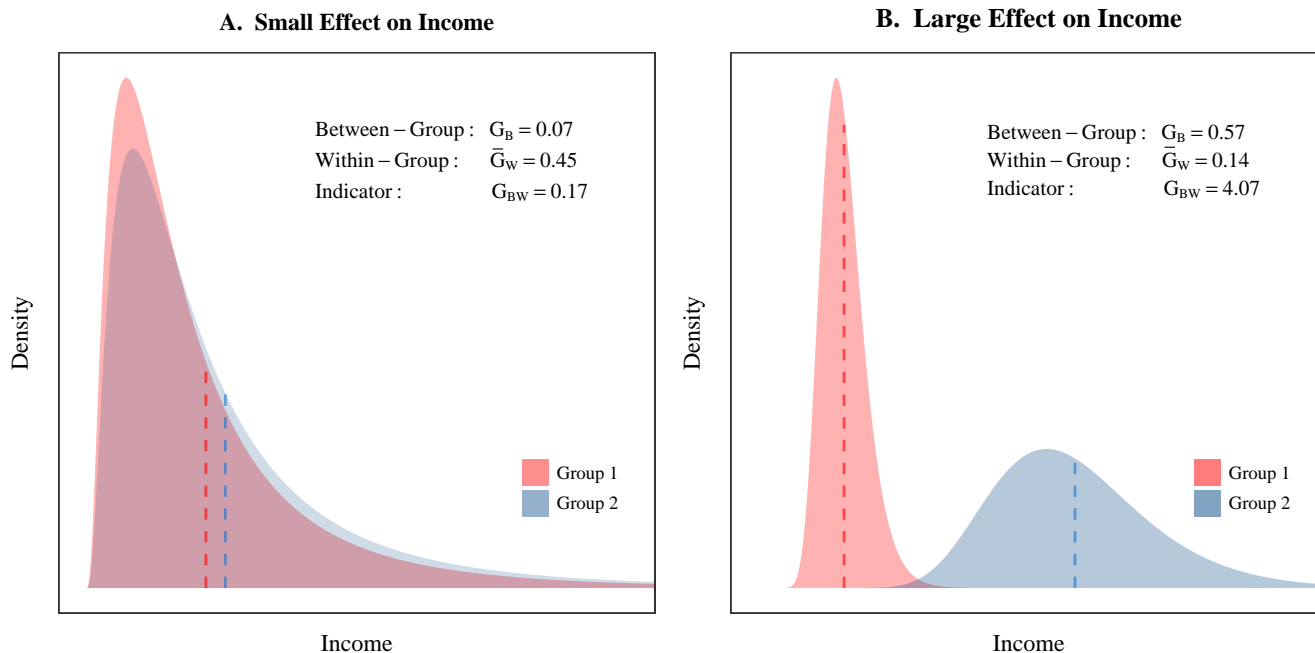 A. Small Effect on Income
Between – Group : G_B = 0.07
Within – Group : Ḡ_W = 0.45
Indicator : G_BW = 0.17
Density
Group 1
Group 2
Income
B. Large Effect on Income
Between – Group : G_B = 0.57
Within – Group : Ḡ_W = 0.14
Indicator : G_BW = 4.07
Density
Group 1
Group 2
Income